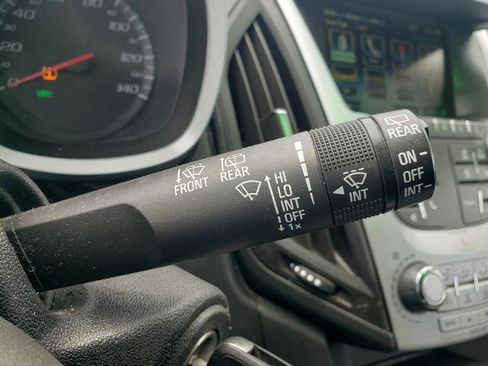 0
20
40
60
80
100
120
140
FRONT
REAR
HI
LO
INT
OFF
1x
INT
REAR
ON
OFF
INT